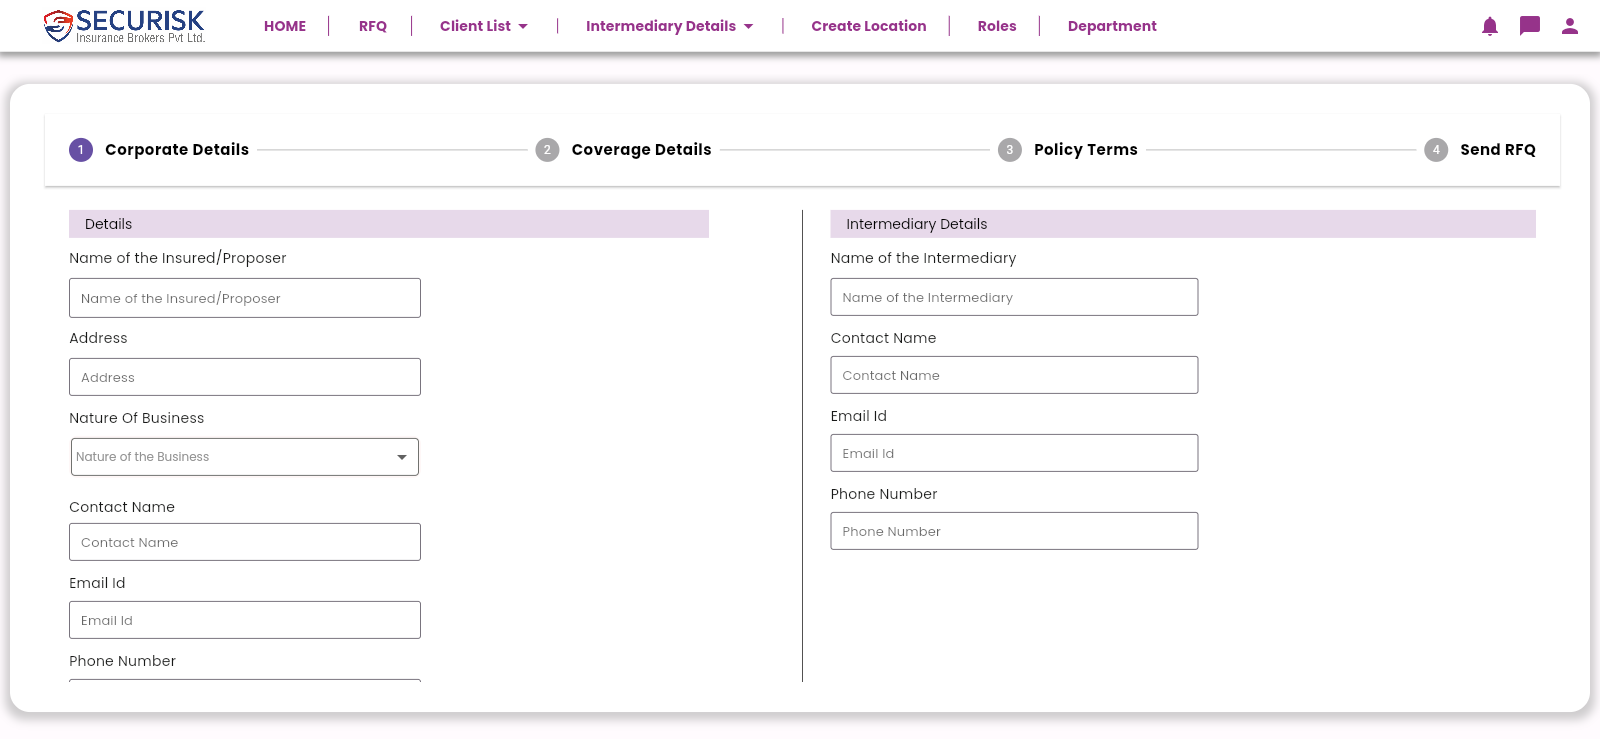 SECURISK
Insurance Brokers Pvt Ltd.
HOME RFQ Client List Intermediary Details Create Location Roles Department
1 Corporate Details 2 Coverage Details 3 Policy Terms 4 Send RFQ
Details
Name of the Insured/Proposer
Name of the Insured/Proposer
Address
Address
Nature Of Business
Nature of the Business
Contact Name
Contact Name
Email Id
Email Id
Phone Number
Intermediary Details
Name of the Intermediary
Name of the Intermediary
Contact Name
Contact Name
Email Id
Email Id
Phone Number
Phone Number